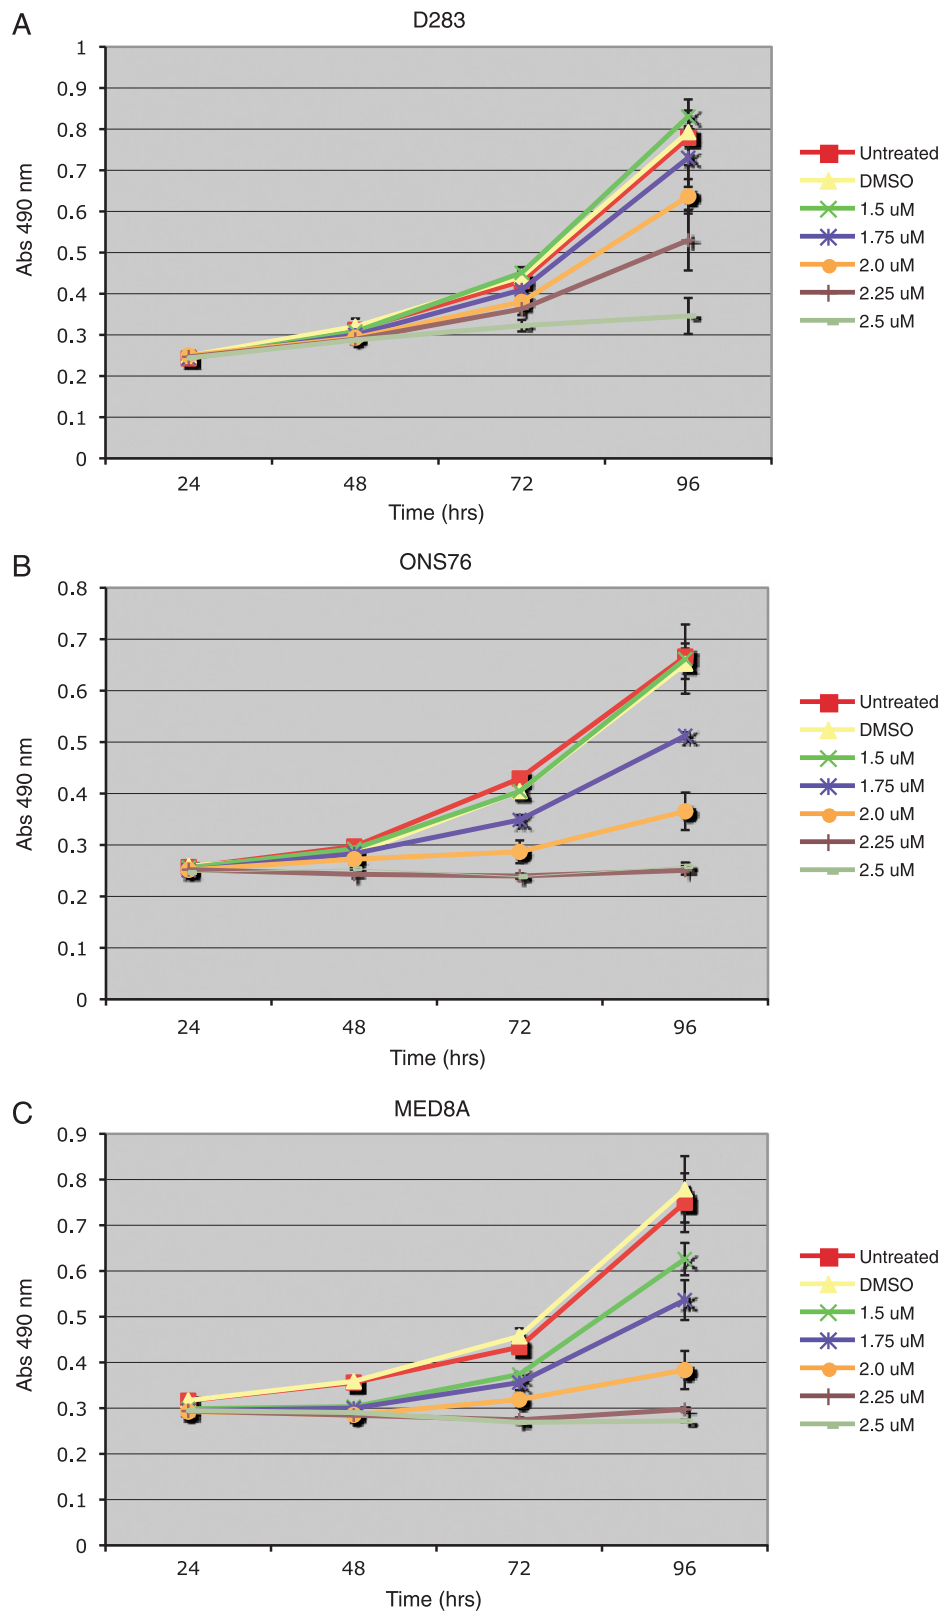 A
D283
1
0.9
0.8
0.7
0.6
0.5
0.4
0.3
0.2
0.1
0
Abs 490 nm
24 48 72 96
Time (hrs)
Untreated
DMSO
1.5 uM
1.75 uM
2.0 uM
2.25 uM
2.5 uM
B
ONS76
0.8
0.7
0.6
0.5
0.4
0.3
0.2
0.1
0
Abs 490 nm
24 48 72 96
Time (hrs)
Untreated
DMSO
1.5 uM
1.75 uM
2.0 uM
2.25 uM
2.5 uM
C
MED8A
0.9
0.8
0.7
0.6
0.5
0.4
0.3
0.2
0.1
0
Abs 490 nm
24 48 72 96
Time (hrs)
Untreated
DMSO
1.5 uM
1.75 uM
2.0 uM
2.25 uM
2.5 uM